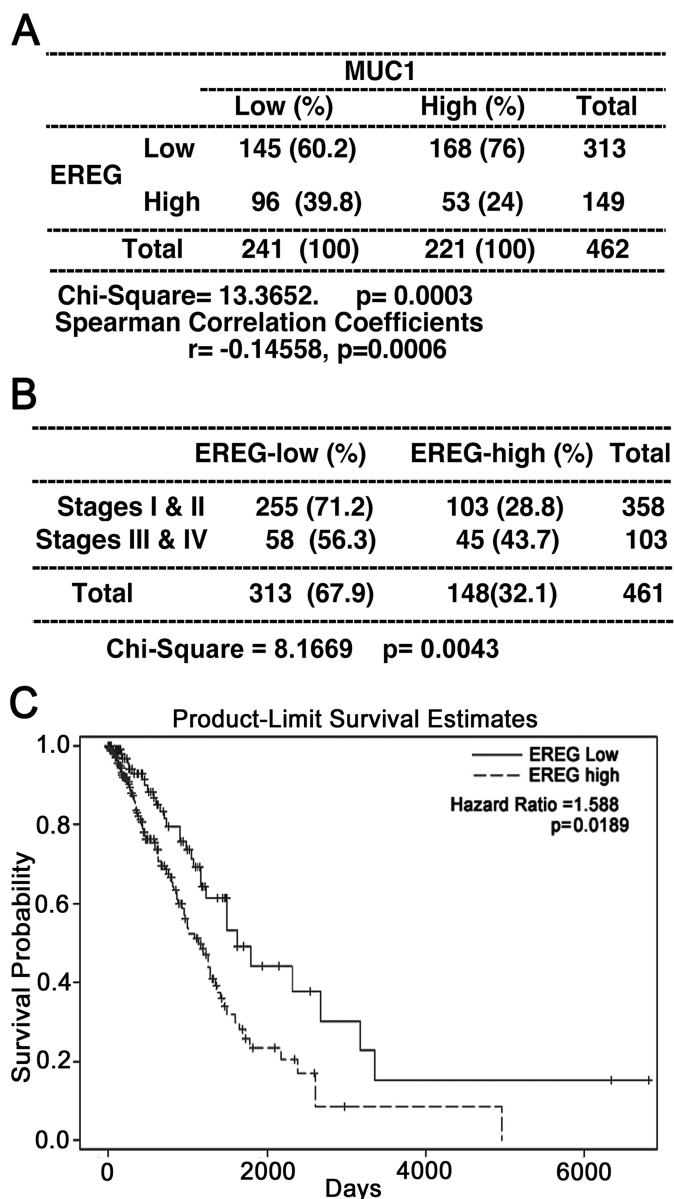 A
MUC1
Low (%) High (%) Total
Low 145 (60.2) 168 (76) 313
EREG
High 96 (39.8) 53 (24) 149
Total 241 (100) 221 (100) 462
Chi-Square= 13.3652. p= 0.0003
Spearman Correlation Coefficients
r= -0.14558, p=0.0006
B
EREG-low (%) EREG-high (%) Total
Stages I & II 255 (71.2) 103 (28.8) 358
Stages III & IV 58 (56.3) 45 (43.7) 103
Total 313 (67.9) 148(32.1) 461
Chi-Square = 8.1669 p= 0.0043
C
Product-Limit Survival Estimates
EREG Low
EREG high
Hazard Ratio =1.588
p=0.0189
Survival Probability
1.0
0.8
0.6
0.4
0.2
0.0
0 2000 4000 6000
Days